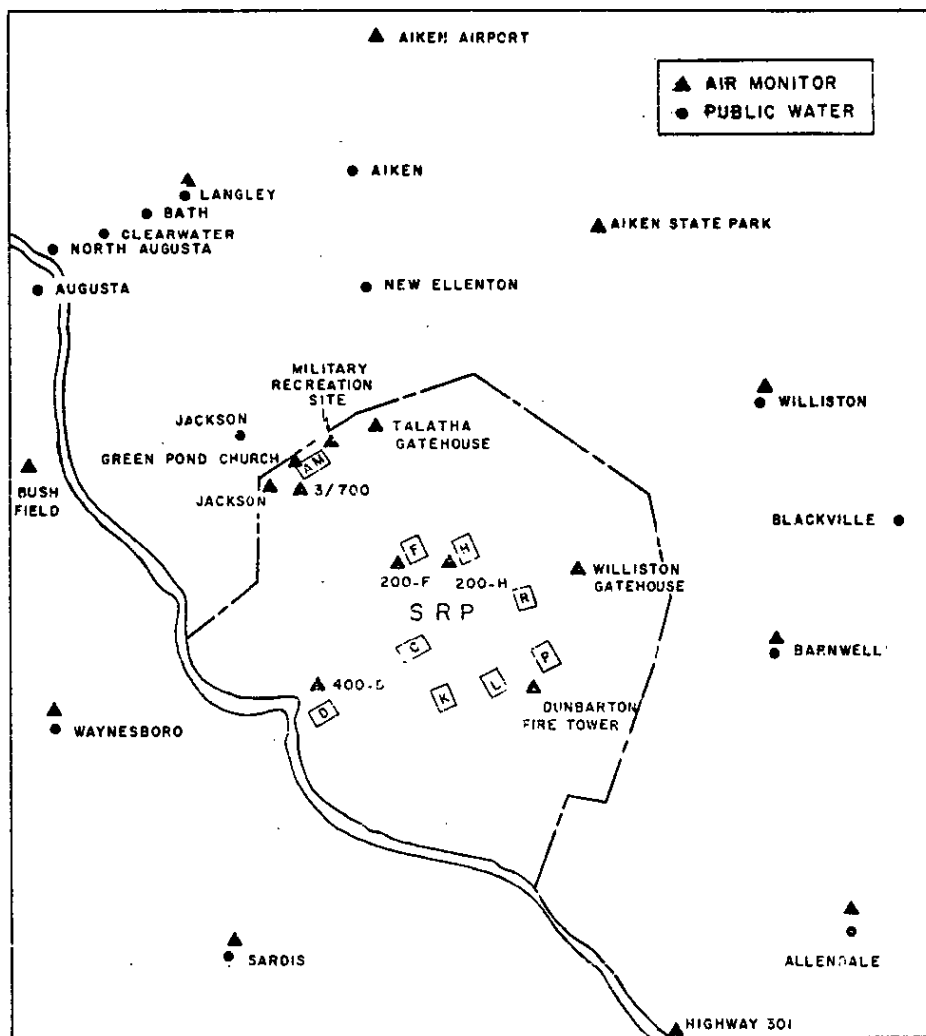 AIKEN AIRPORT
AIR MONITOR
PUBLIC WATER
AIKEN
LANGLEY
BATH
CLEARWATER
NORTH AUGUSTA
AIKEN STATE PARK
AUGUSTA
NEW ELLENTON
MILITARY
RECREATION
SITE
WILLISTON
JACKSON
TALATHA
GATEHOUSE
GREEN POND CHURCH
AM
BUSH
FIELD
JACKSON
3/700
BLACKVILLE
F
H
200-F
200-H
WILLISTON
GATEHOUSE
R
SRP
C
P
BARNWELL
400-D
L
K
D
DUNBARTON
FIRE TOWER
WAYNESBORO
SARDIS
ALLENDALE
HIGHWAY 301